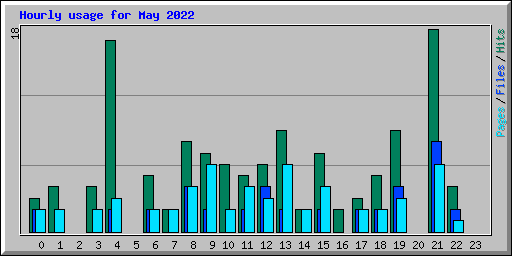 Hourly usage for May 2022
18
Pages / Files / Hits
0 1 2 3 4 5 6 7 8 9 10 11 12 13 14 15 16 17 18 19 20 21 22 23